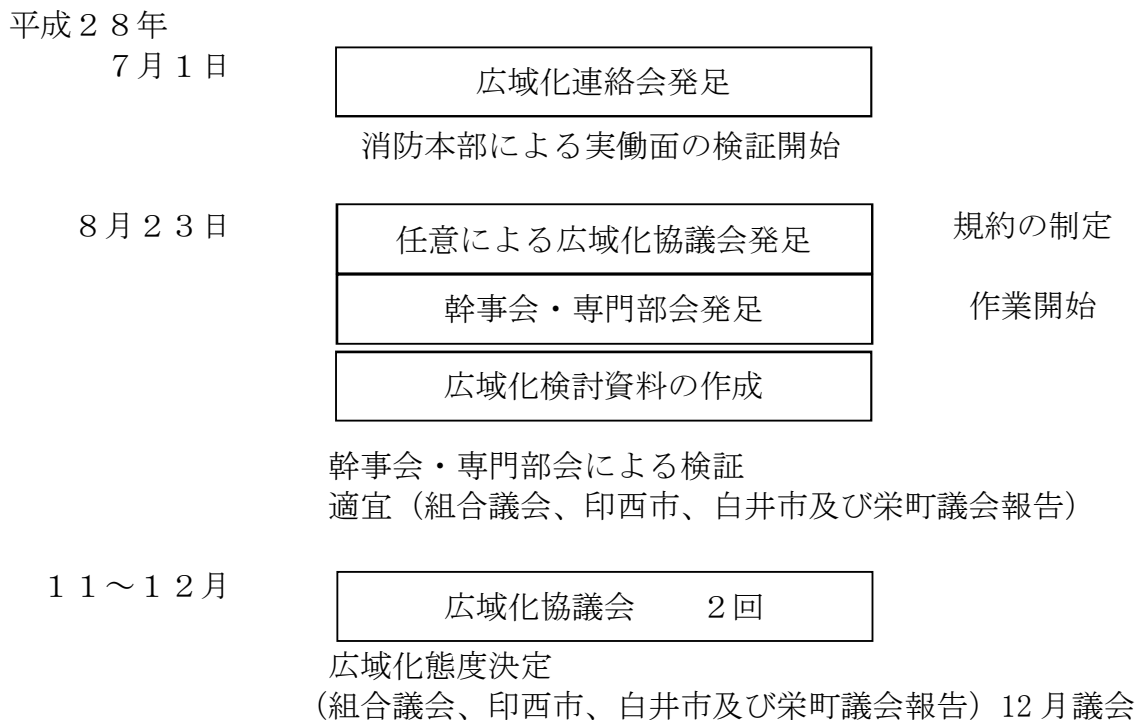 平成２８年
７月１日
広域化連絡会発足
消防本部による実働面の検証開始
８月２３日
任意による広域化協議会発足
規約の制定
幹事会・専門部会発足
作業開始
広域化検討資料の作成
幹事会・専門部会による検証
適宜（組合議会、印西市、白井市及び栄町議会報告）
１１～１２月
広域化協議会　　２回
広域化態度決定
（組合議会、印西市、白井市及び栄町議会報告）12月議会